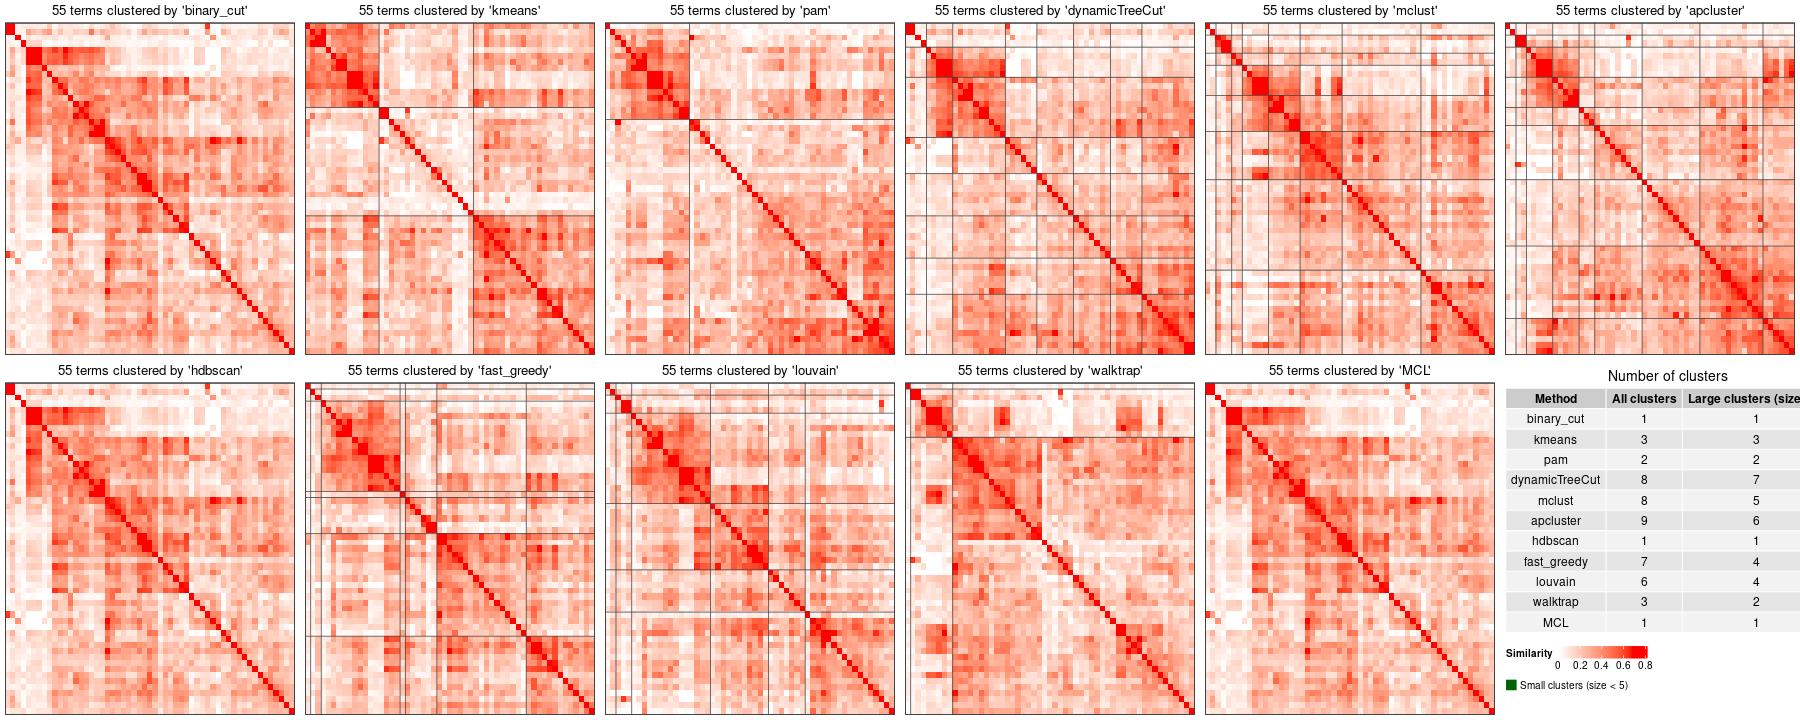 55 terms clustered by 'binary_cut'
55 terms clustered by 'kmeans'
55 terms clustered by 'pam'
55 terms clustered by 'dynamicTreeCut'
55 terms clustered by 'mclust'
55 terms clustered by 'apcluster'
55 terms clustered by 'hdbscan'
55 terms clustered by 'fast_greedy'
55 terms clustered by 'louvain'
55 terms clustered by 'walktrap'
55 terms clustered by 'MCL'
Number of clusters
Method All clusters Large clusters (size
binary_cut 1 1
kmeans 3 3
pam 2 2
dynamicTreeCut 8 7
mclust 8 5
apcluster 9 6
hdbscan 1 1
fast_greedy 7 4
louvain 6 4
walktrap 3 2
MCL 1 1
Similarity
0 0.2 0.4 0.6 0.8
Small clusters (size < 5)